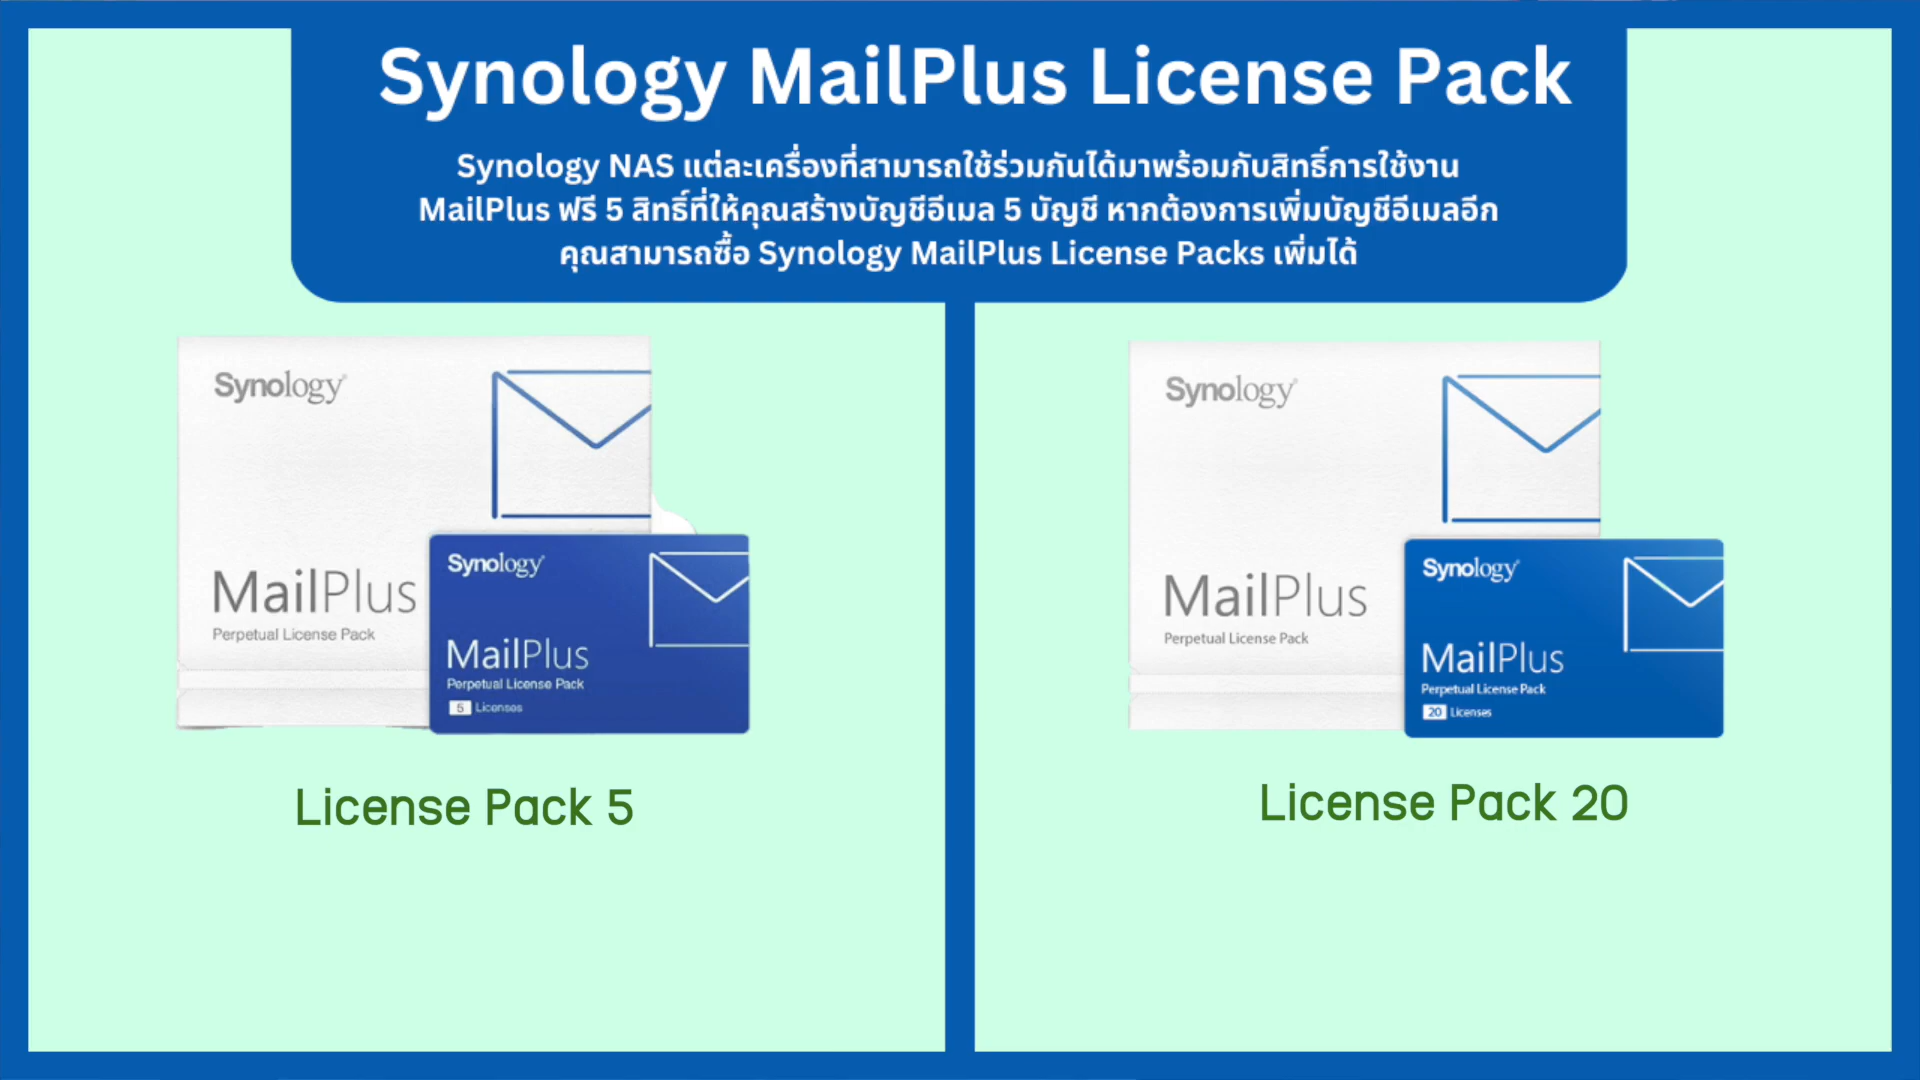 Synology MailPlus License Pack
Synology NAS แต่ละเครื่องที่สามารถใช้ร่วมกันได้มาพร้อมกับสิทธิ์การใช้งาน
MailPlus ฟรี 5 สิทธิ์ที่ให้คุณสร้างบัญชีอีเมล 5 บัญชี หากต้องการเพิ่มบัญชีอีเมลอีก
คุณสามารถซื้อ Synology MailPlus License Packs เพิ่มได้
Synology
MailPlus
Perpetual License Pack
Synology
MailPlus
Perpetual License Pack
5 Licenses
License Pack 5
Synology
MailPlus
Perpetual License Pack
Synology
MailPlus
Perpetual License Pack
20 Licenses
License Pack 20